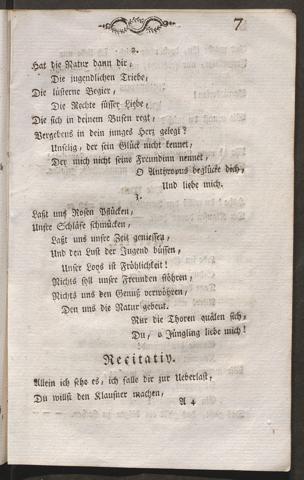 7
2.
Hat die Natur dann dir,
Die jugendlichen Triebe,
Die lüsterne Begier,
Die Rechte süsser Liebe,
Die sich in deinem Busen regt,
Vergebens in dein junges Herz gelegt?
Unselig, der sein Glück nicht kennet,
Der mich nicht seine Freundinn nennet,
O Anthropus beglücke dich,
Und liebe mich.
3.
Laßt uns Rosen Pflücken,
Unsre Schläfe schmücken,
Laßt uns unsre Zeit geniessen,
Und den Lust der Jugend büssen,
Unser Loos ist Fröhlichkeit!
Nichts soll unsre Freunden stöhren,
Nichts uns den Genuß verwöhren,
Den uns die Natur gebeut.
Nur die Thoren quälen sich,
Du, o Jüngling liebe mich!
Recitativ.
Allein ich sehe es, ich falle dir zur Ueberlast,
Du willst den Klausner machen,
A 4